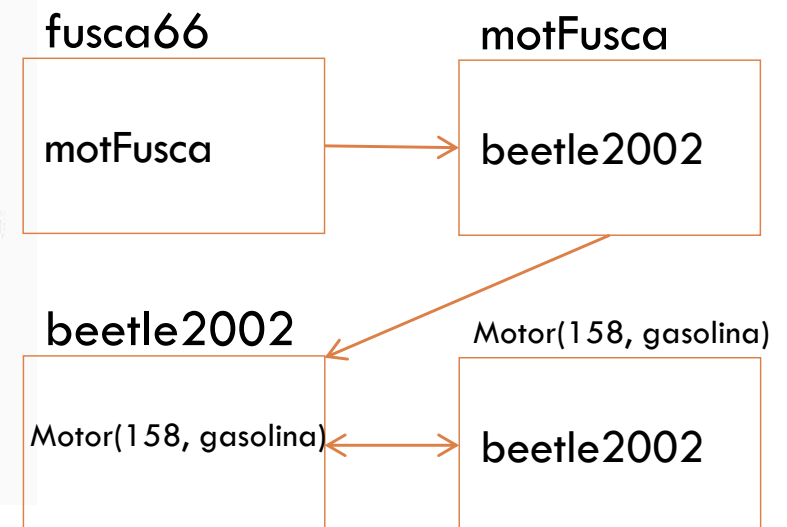 fusca66
motFusca
motFusca
beetle2002
beetle2002
Motor(158, gasolina)
Motor(158, gasolina)
beetle2002